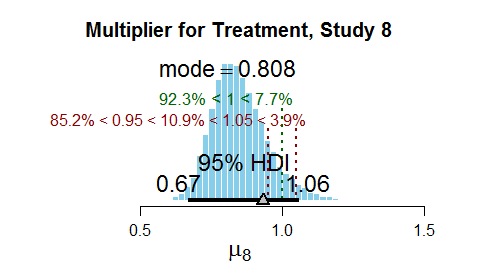 Multiplier for Treatment, Study 8
mode = 0.808
92.3% < 1 < 7.7%
85.2% < 0.95 < 10.9% < 1.05 < 3.9%
95% HDI
0.67 1.06
0.5 1.0 1.5
μ8